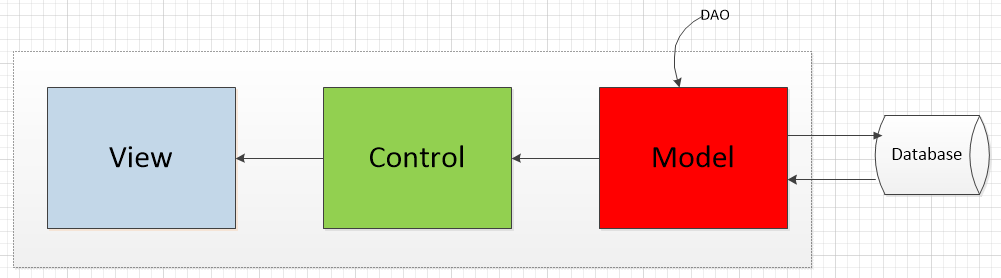 DAO
View
Control
Model
Database